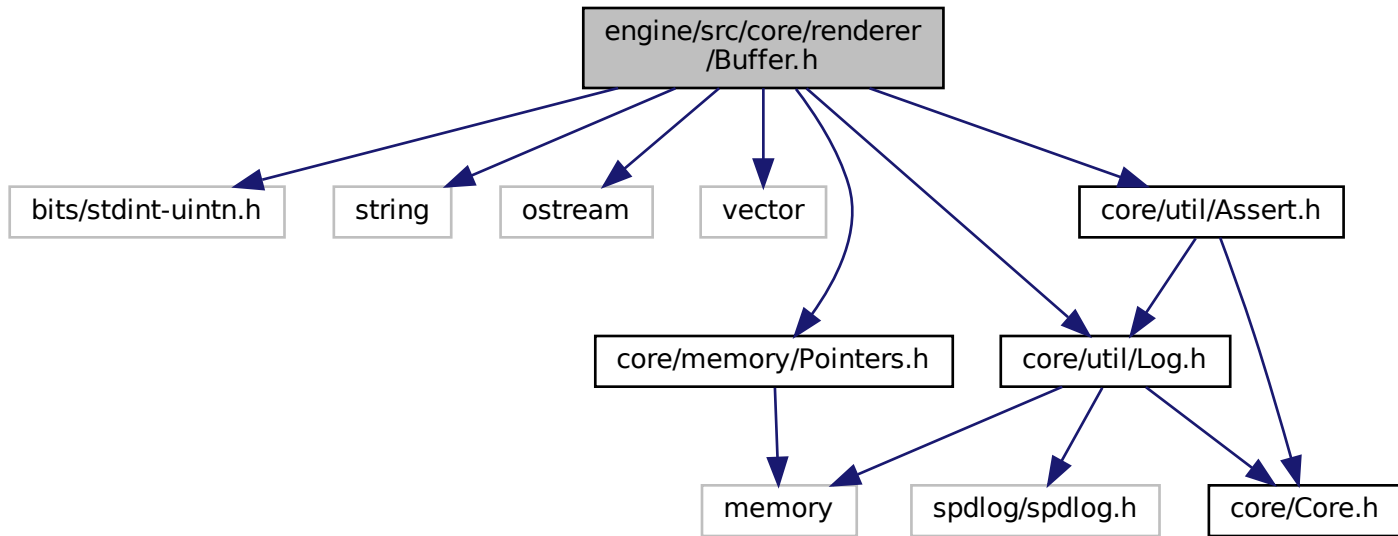 engine/src/core/renderer
/Buffer.h
bits/stdint-uintn.h
string
ostream
vector
core/util/Assert.h
core/memory/Pointers.h
core/util/Log.h
memory
spdlog/spdlog.h
core/Core.h